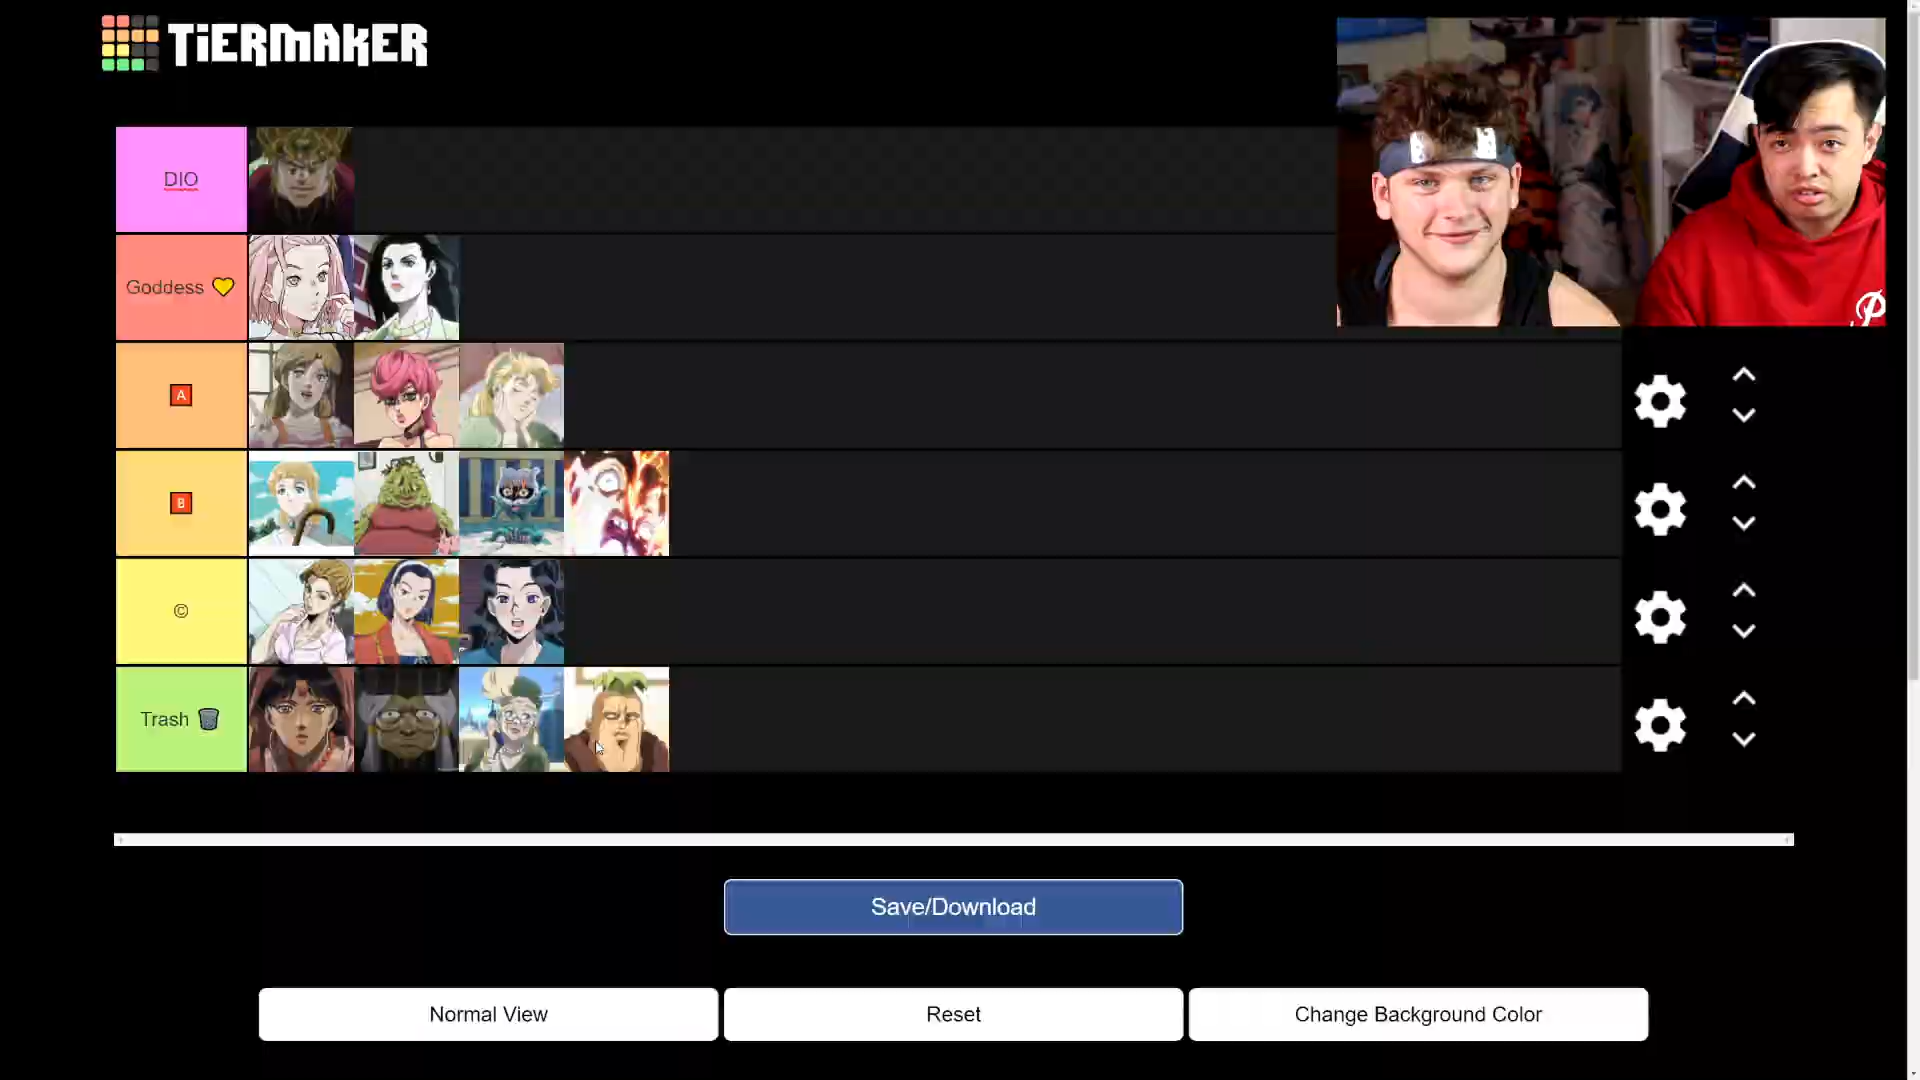 TiERMAKER
DIO
Goddess 💛
A
B
©
Trash 🗑
Save/Download
Normal View
Reset
Change Background Color